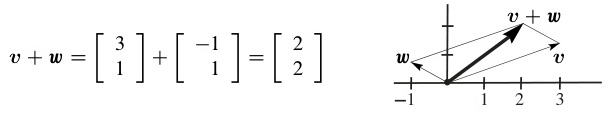 v + w = [ 3 1 ] + [ −1 1 ] = [ 2 2 ]
v + w
w
v
−1 1 2 3